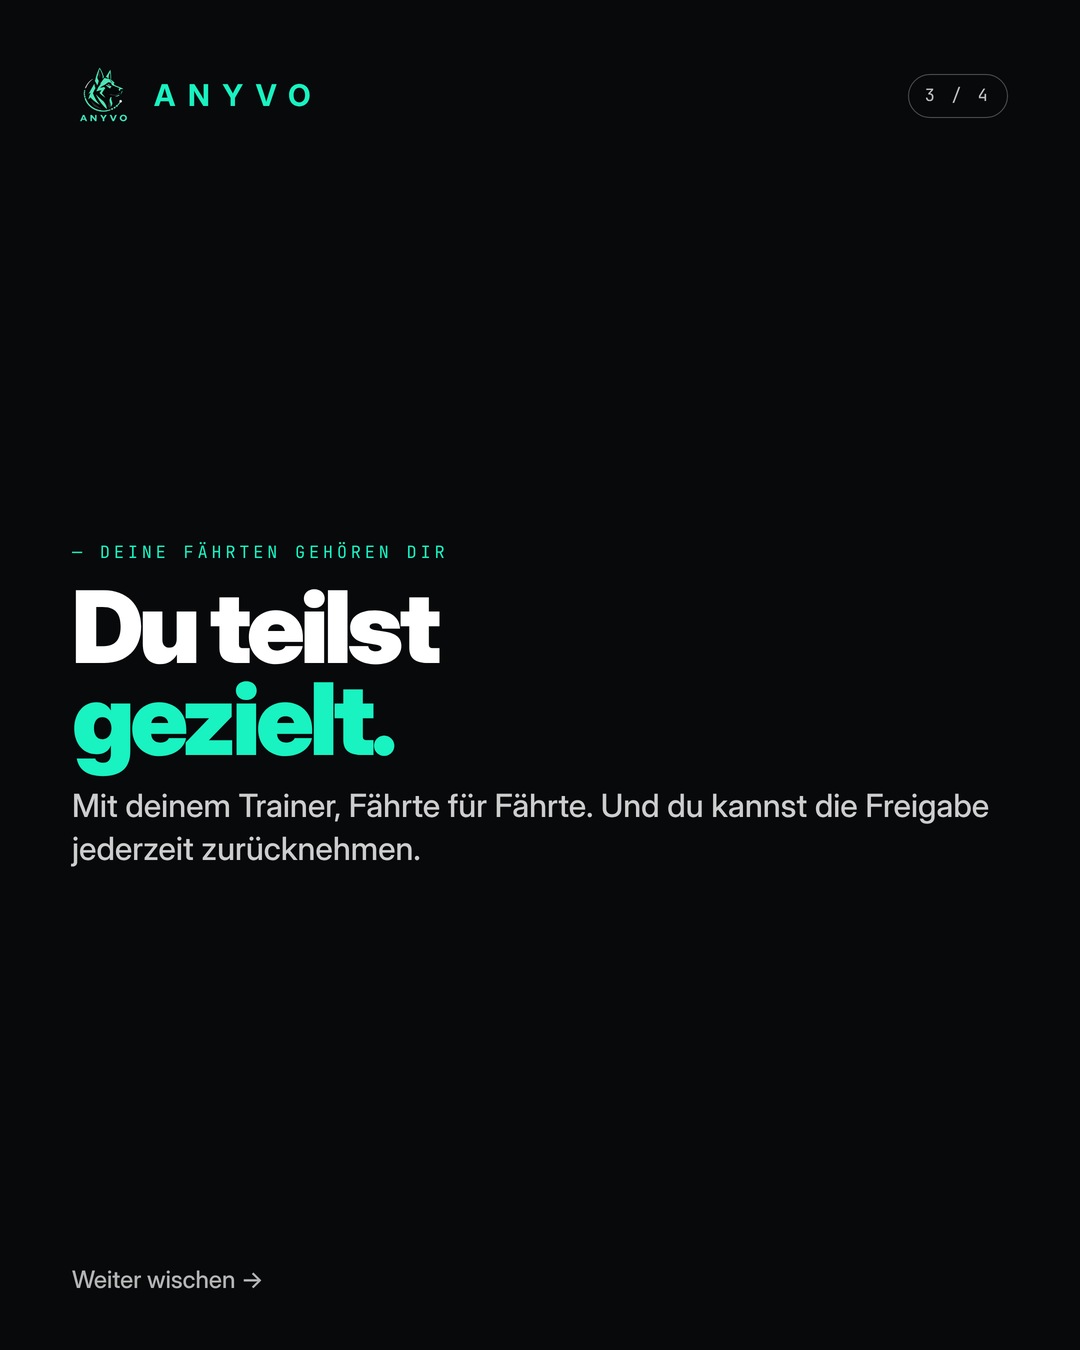 ANYVO
ANYVO
3 / 4
– DEINE FÄHRTEN GEHÖREN DIR
Du teilst
gezielt.
Mit deinem Trainer, Fährte für Fährte. Und du kannst die Freigabe
jederzeit zurücknehmen.
Weiter wischen →